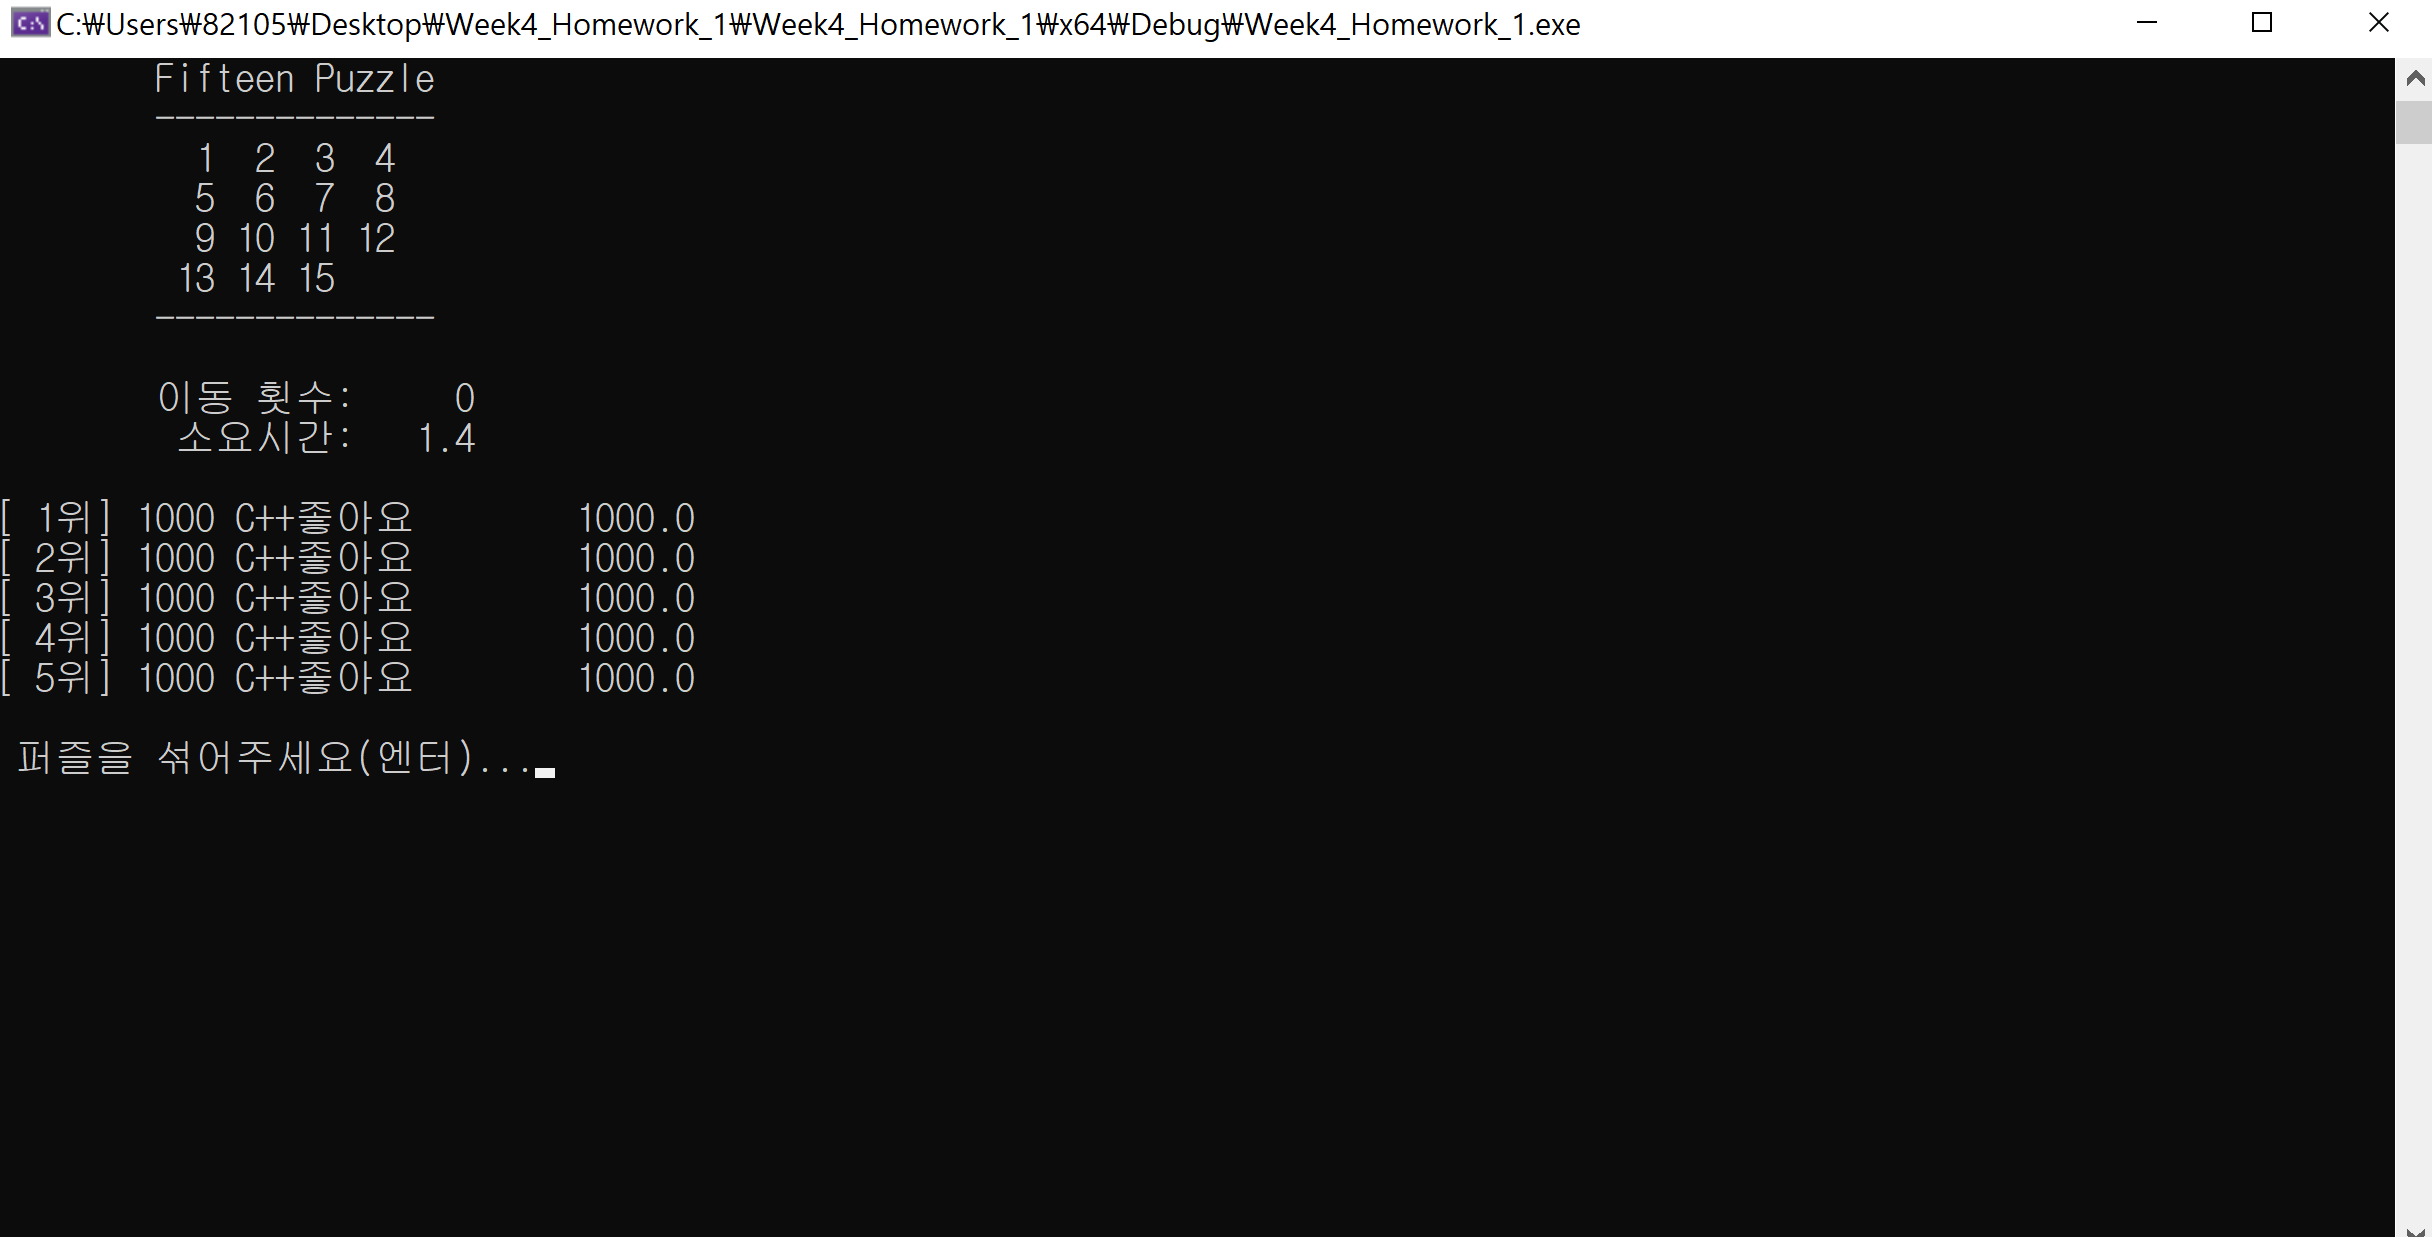 C:\Users\82105\Desktop\Week4_Homework_1\Week4_Homework_1\x64\Debug\Week4_Homework_1.exe
Fifteen Puzzle
--------------
1 2 3 4
5 6 7 8
9 10 11 12
13 14 15
--------------
이동 횟수: 0
소요시간: 1.4
[ 1위] 1000 C++좋아요 1000.0
[ 2위] 1000 C++좋아요 1000.0
[ 3위] 1000 C++좋아요 1000.0
[ 4위] 1000 C++좋아요 1000.0
[ 5위] 1000 C++좋아요 1000.0
퍼즐을 섞어주세요(엔터)...